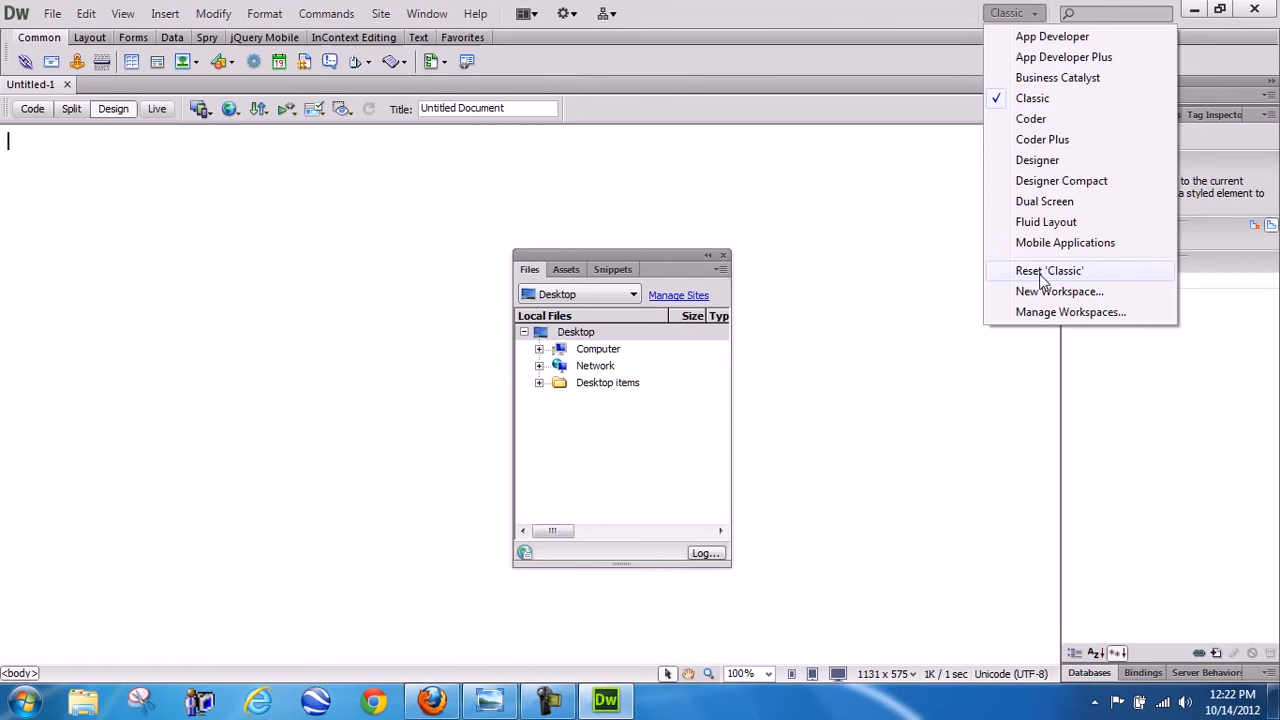 Dw File Edit View Insert Modify Format Commands Site Window Help Classic
Common Layout Forms Data Spry jQuery Mobile InContext Editing Text Favorites
Untitled-1
Code Split Design Live Title: Untitled Document
App Developer
App Developer Plus
Business Catalyst
Classic
Coder
Coder Plus
Designer
Designer Compact
Dual Screen
Fluid Layout
Mobile Applications
Reset 'Classic'
New Workspace...
Manage Workspaces...
Tag Inspecto
to the current
a styled element to
Files Assets Snippets
Desktop Manage Sites
Local Files Size Typ
Desktop
Computer
Network
Desktop items
Log...
<body> 100% 1131 x 575 1K / 1 sec Unicode (UTF-8)
Databases Bindings Server Behaviors
Dw
12:22 PM
10/14/2012